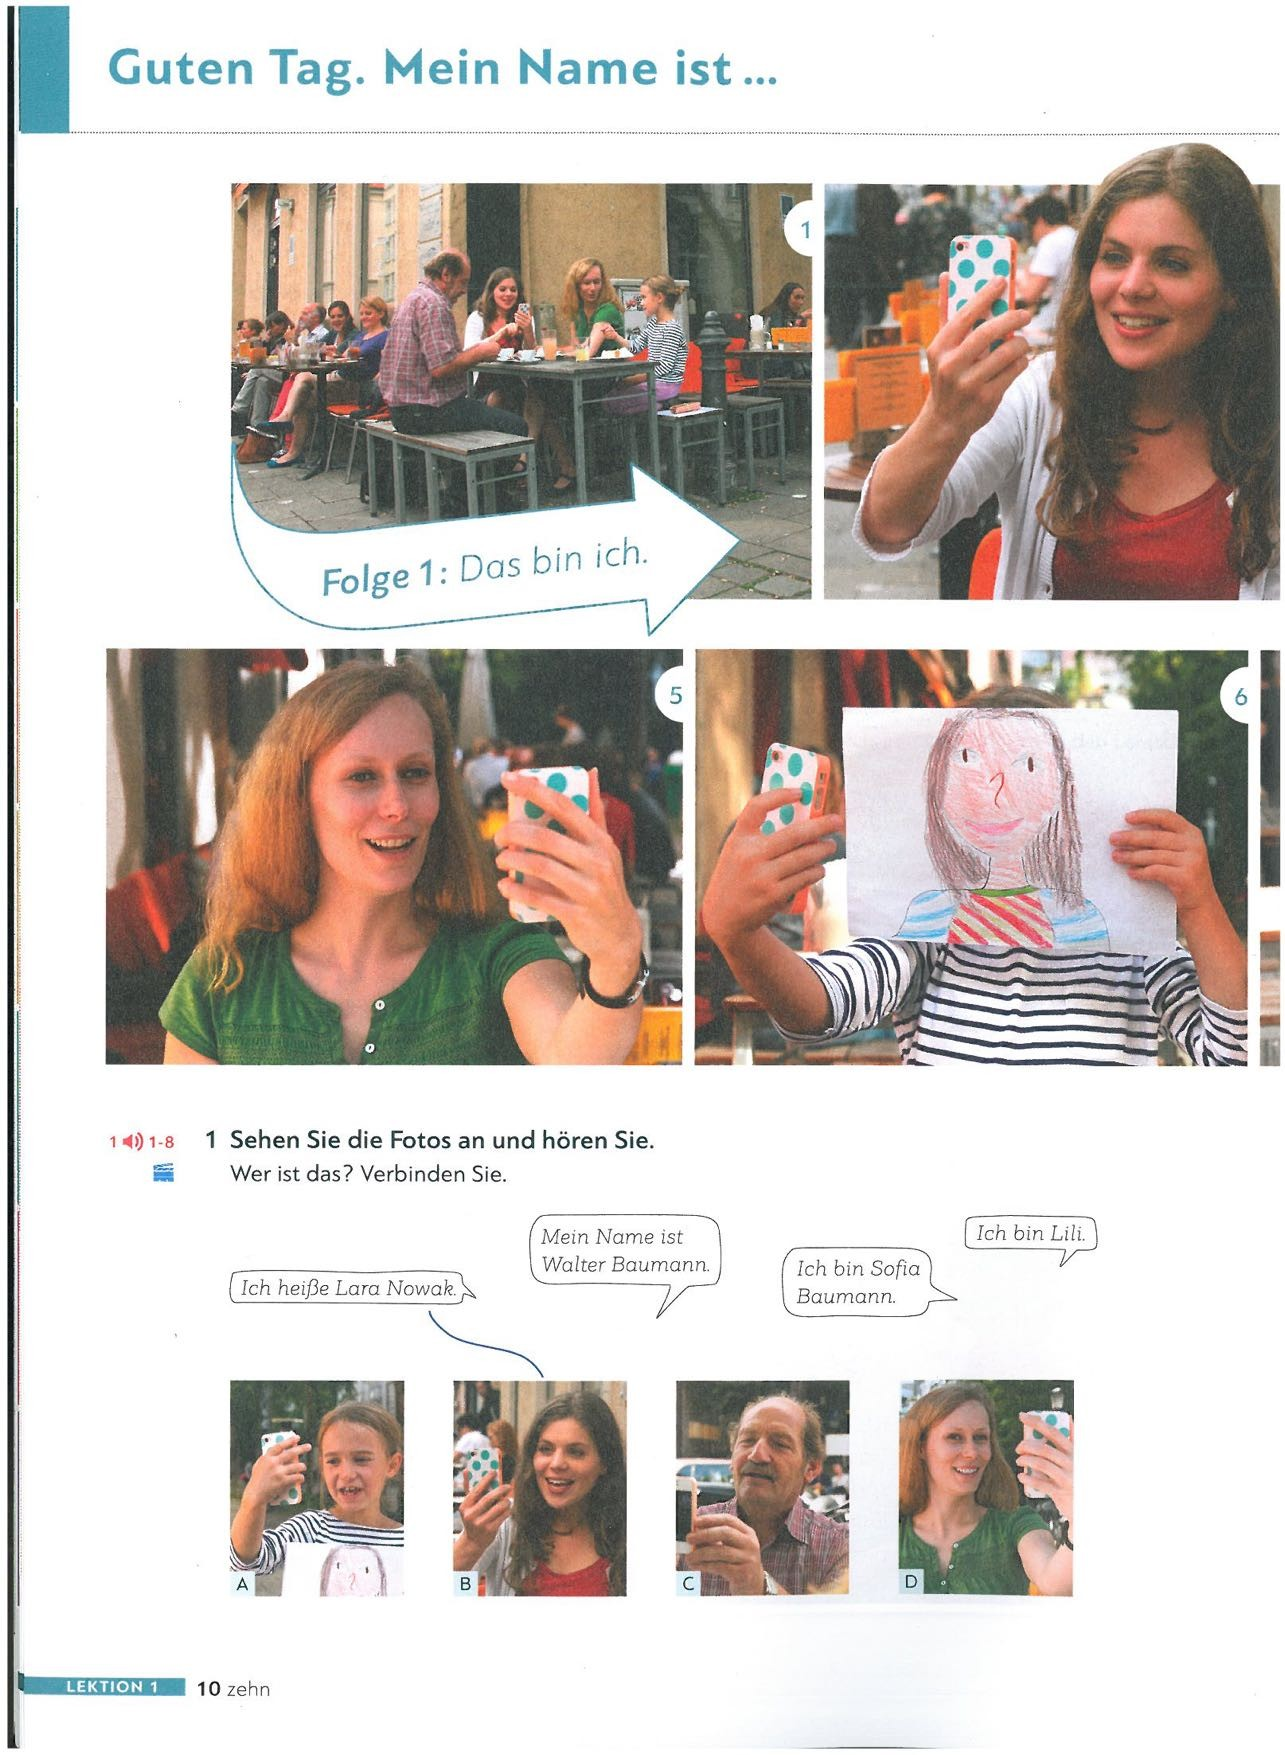 Guten Tag. Mein Name ist ...
1
Folge 1: Das bin ich.
5
6
1 1-8
1 Sehen Sie die Fotos an und hören Sie.
Wer ist das? Verbinden Sie.
Ich heiße Lara Nowak.
Mein Name ist
Walter Baumann.
Ich bin Sofia
Baumann.
Ich bin Lili.
A
B
C
D
LEKTION 1
10 zehn